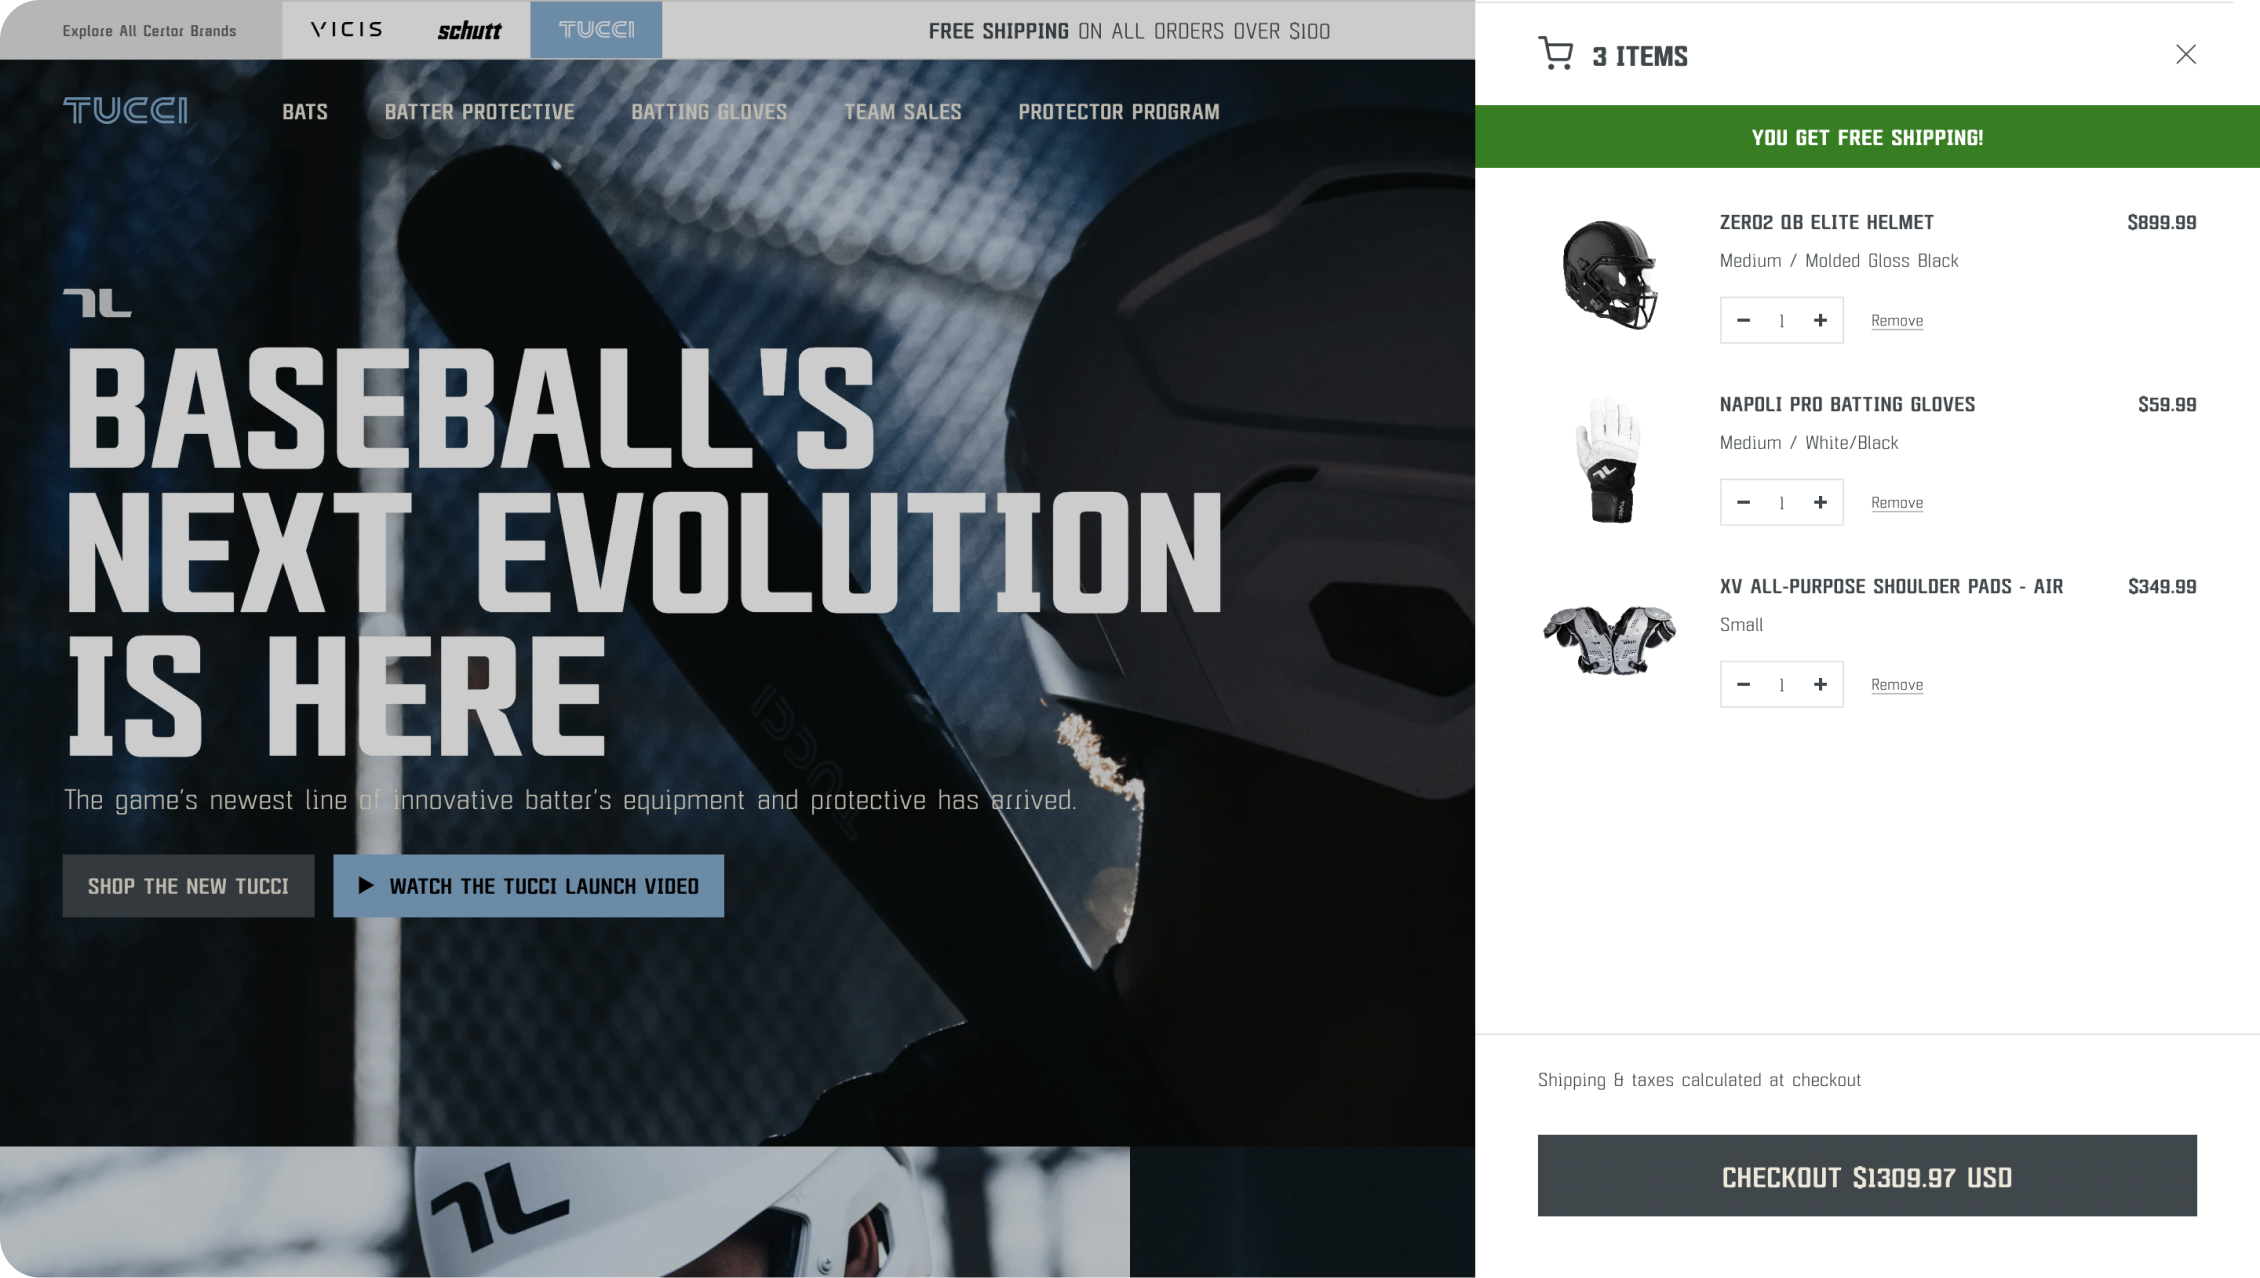 Explore All Certor Brands
VICIS
schutt
TUCCI
FREE SHIPPING ON ALL ORDERS OVER $100
TUCCI
BATS
BATTER PROTECTIVE
BATTING GLOVES
TEAM SALES
PROTECTOR PROGRAM
BASEBALL'S
NEXT EVOLUTION
IS HERE
The game’s newest line of innovative batter’s equipment and protective has arrived.
SHOP THE NEW TUCCI
WATCH THE TUCCI LAUNCH VIDEO
TUCCI
3 ITEMS
YOU GET FREE SHIPPING!
ZERO2 QB ELITE HELMET
$899.99
Medium / Molded Gloss Black
1
Remove
NAPOLI PRO BATTING GLOVES
$59.99
Medium / White/Black
1
Remove
TUCCI
XV ALL-PURPOSE SHOULDER PADS - AIR
$349.99
Small
1
Remove
Shipping & taxes calculated at checkout
CHECKOUT $1309.97 USD